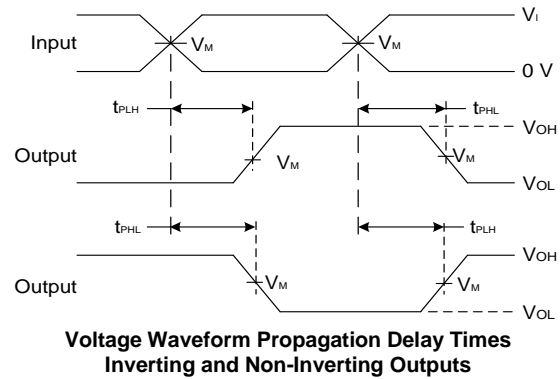 Input VM VM VI
0 V
tPLH tPHL VOH
Output VM VM
VOL
tPHL tPLH VOH
Output VM VM
VOL
Voltage Waveform Propagation Delay Times
Inverting and Non-Inverting Outputs